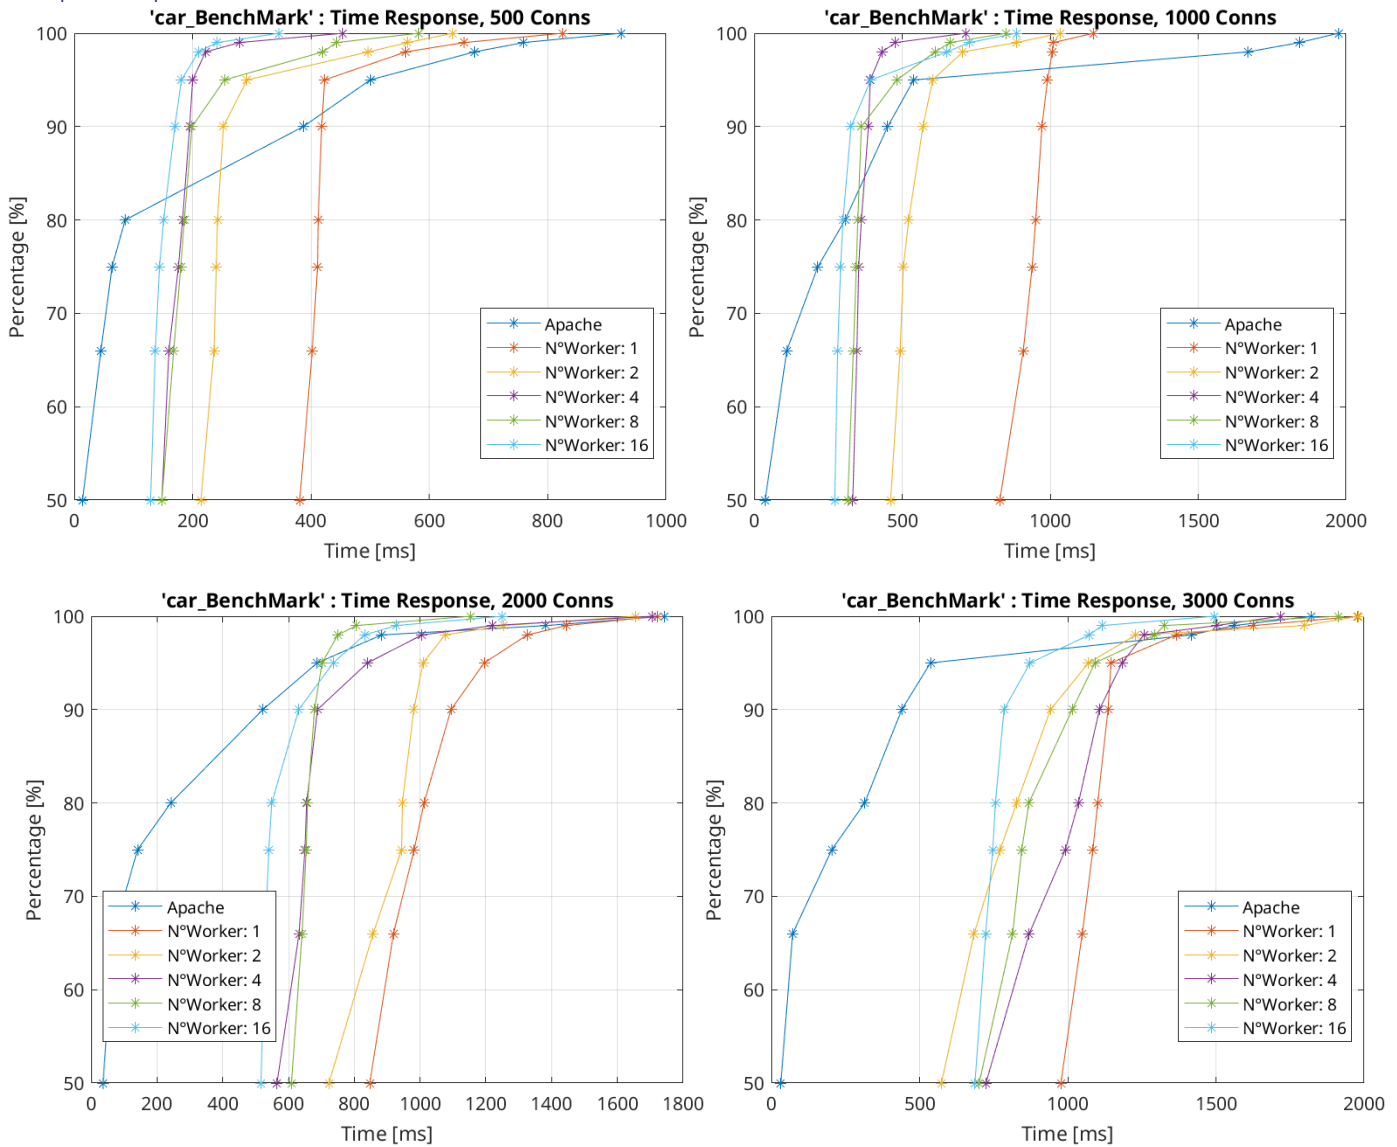 'car_BenchMark' : Time Response, 500 Conns
100
90
80
70
60
50
Percentage [%]
0 200 400 600 800 1000
Time [ms]
Apache
N°Worker: 1
N°Worker: 2
N°Worker: 4
N°Worker: 8
N°Worker: 16
'car_BenchMark' : Time Response, 1000 Conns
100
90
80
70
60
50
Percentage [%]
0 500 1000 1500 2000
Time [ms]
Apache
N°Worker: 1
N°Worker: 2
N°Worker: 4
N°Worker: 8
N°Worker: 16
'car_BenchMark' : Time Response, 2000 Conns
100
90
80
70
60
50
Percentage [%]
0 200 400 600 800 1000 1200 1400 1600 1800
Time [ms]
Apache
N°Worker: 1
N°Worker: 2
N°Worker: 4
N°Worker: 8
N°Worker: 16
'car_BenchMark' : Time Response, 3000 Conns
100
90
80
70
60
50
Percentage [%]
0 500 1000 1500 2000
Time [ms]
Apache
N°Worker: 1
N°Worker: 2
N°Worker: 4
N°Worker: 8
N°Worker: 16